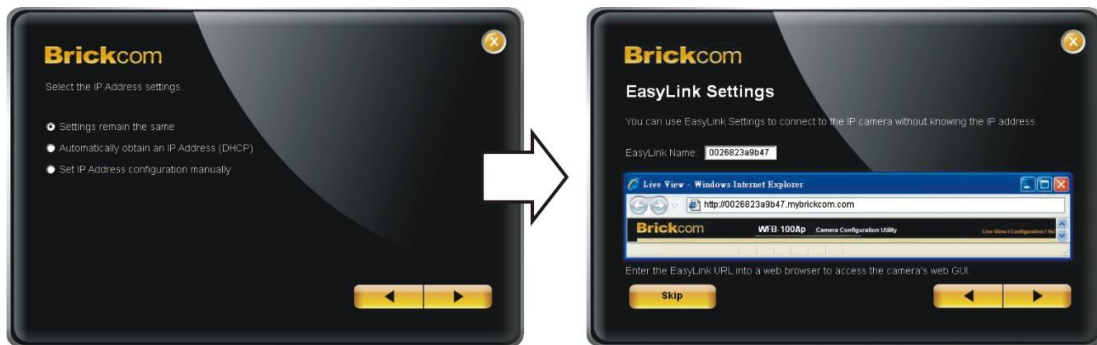 Brickcom
Select the IP Address settings.
Settings remain the same
Automatically obtain an IP Address (DHCP)
Set IP Address configuration manually
Brickcom
EasyLink Settings
You can use EasyLink Settings to connect to the IP camera without knowing the IP address.
EasyLink Name: 0026823a9b47
Live View - Windows Internet Explorer
http://0026823a9b47.mybrickcom.com
Brickcom WFB-100Ap Camera Configuration Utility Live View I Configuration I
Enter the EasyLink URL into a web browser to access the camera's web GUI.
Skip